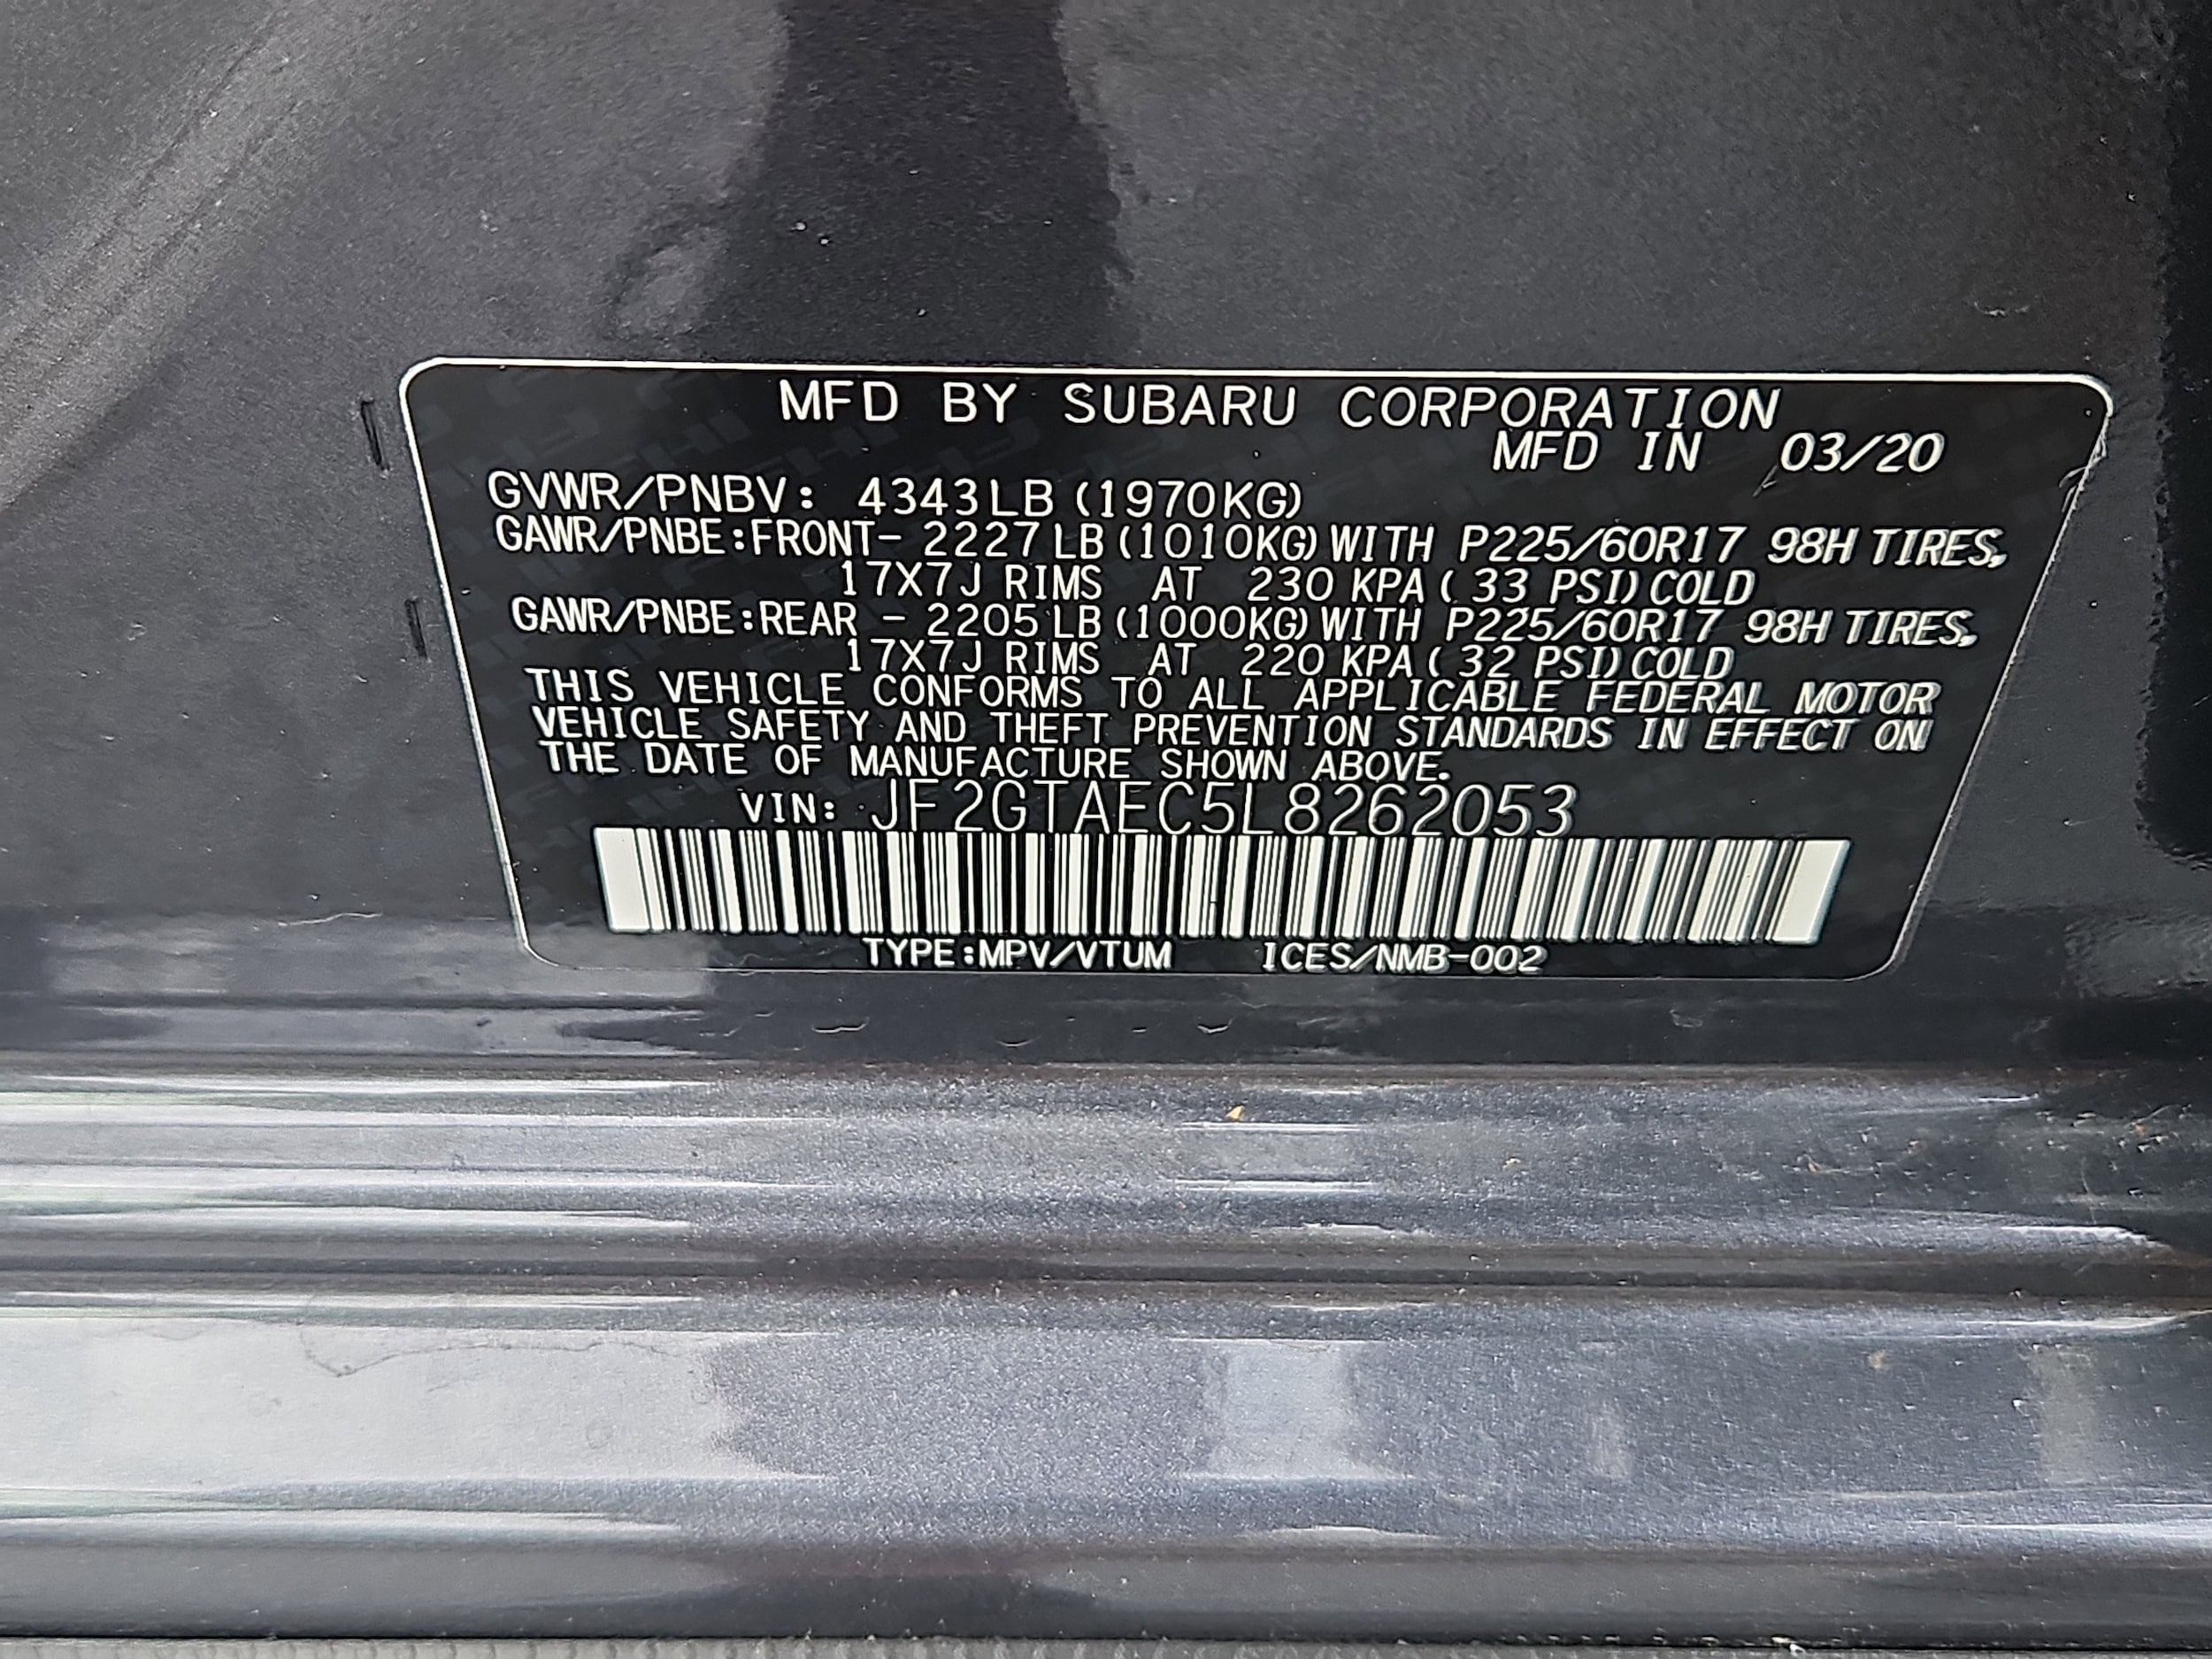 MFD BY SUBARU CORPORATION
MFD IN 03/20
GVWR/PNBV: 4343LB (1970KG)
GAWR/PNBE:FRONT- 2227 LB (1010KG) WITH P225/60R17 98H TIRES,
17X7J RIMS AT 230 KPA ( 33 PSI) COLD
GAWR/PNBE:REAR - 2205 LB (1000KG) WITH P225/60R17 98H TIRES,
17X7J RIMS AT 220 KPA ( 32 PSI) COLD
THIS VEHICLE CONFORMS TO ALL APPLICABLE FEDERAL MOTOR
VEHICLE SAFETY AND THEFT PREVENTION STANDARDS IN EFFECT ON
THE DATE OF MANUFACTURE SHOWN ABOVE.
VIN: JF2GTAEC5L8262053
TYPE:MPV/VTUM ICES/NMB-002